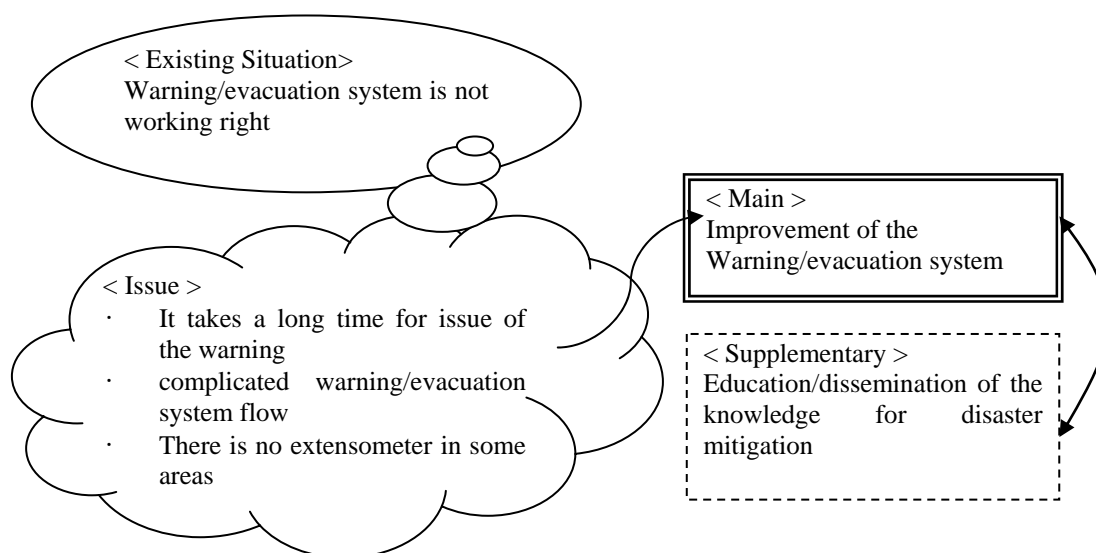 < Existing Situation>
Warning/evacuation system is not
working right
< Issue >
· It takes a long time for issue of
the warning
· complicated warning/evacuation
system flow
· There is no extensometer in some
areas
< Main >
Improvement of the
Warning/evacuation system
< Supplementary >
Education/dissemination of the
knowledge for disaster
mitigation